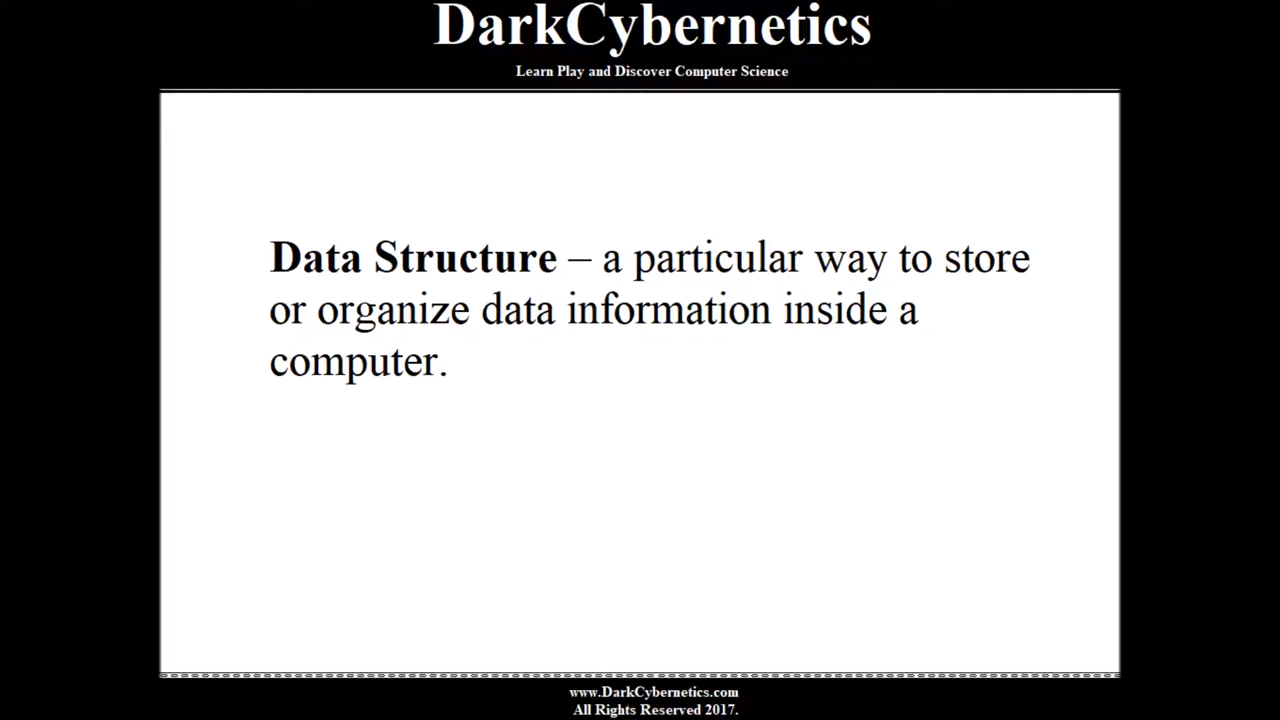 DarkCybernetics
Learn Play and Discover Computer Science
Data Structure – a particular way to store
or organize data information inside a
computer.
www.DarkCybernetics.com
All Rights Reserved 2017.